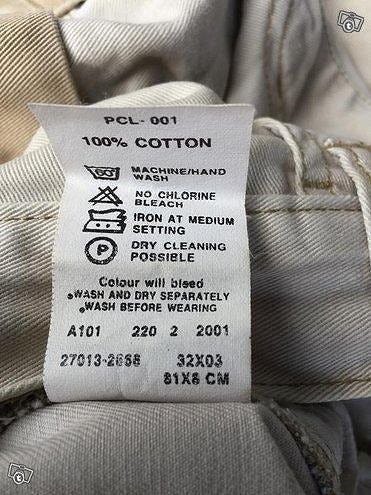 PCL- 001
100% COTTON
60 MACHINE/HAND
WASH
NO CHLORINE
BLEACH
IRON AT MEDIUM
SETTING
P DRY CLEANING
POSSIBLE
Colour will bleed
.WASH AND DRY SEPARATELY
.WASH BEFORE WEARING
A101 220 2 2001
27013-2658 32X03
81X8 CM